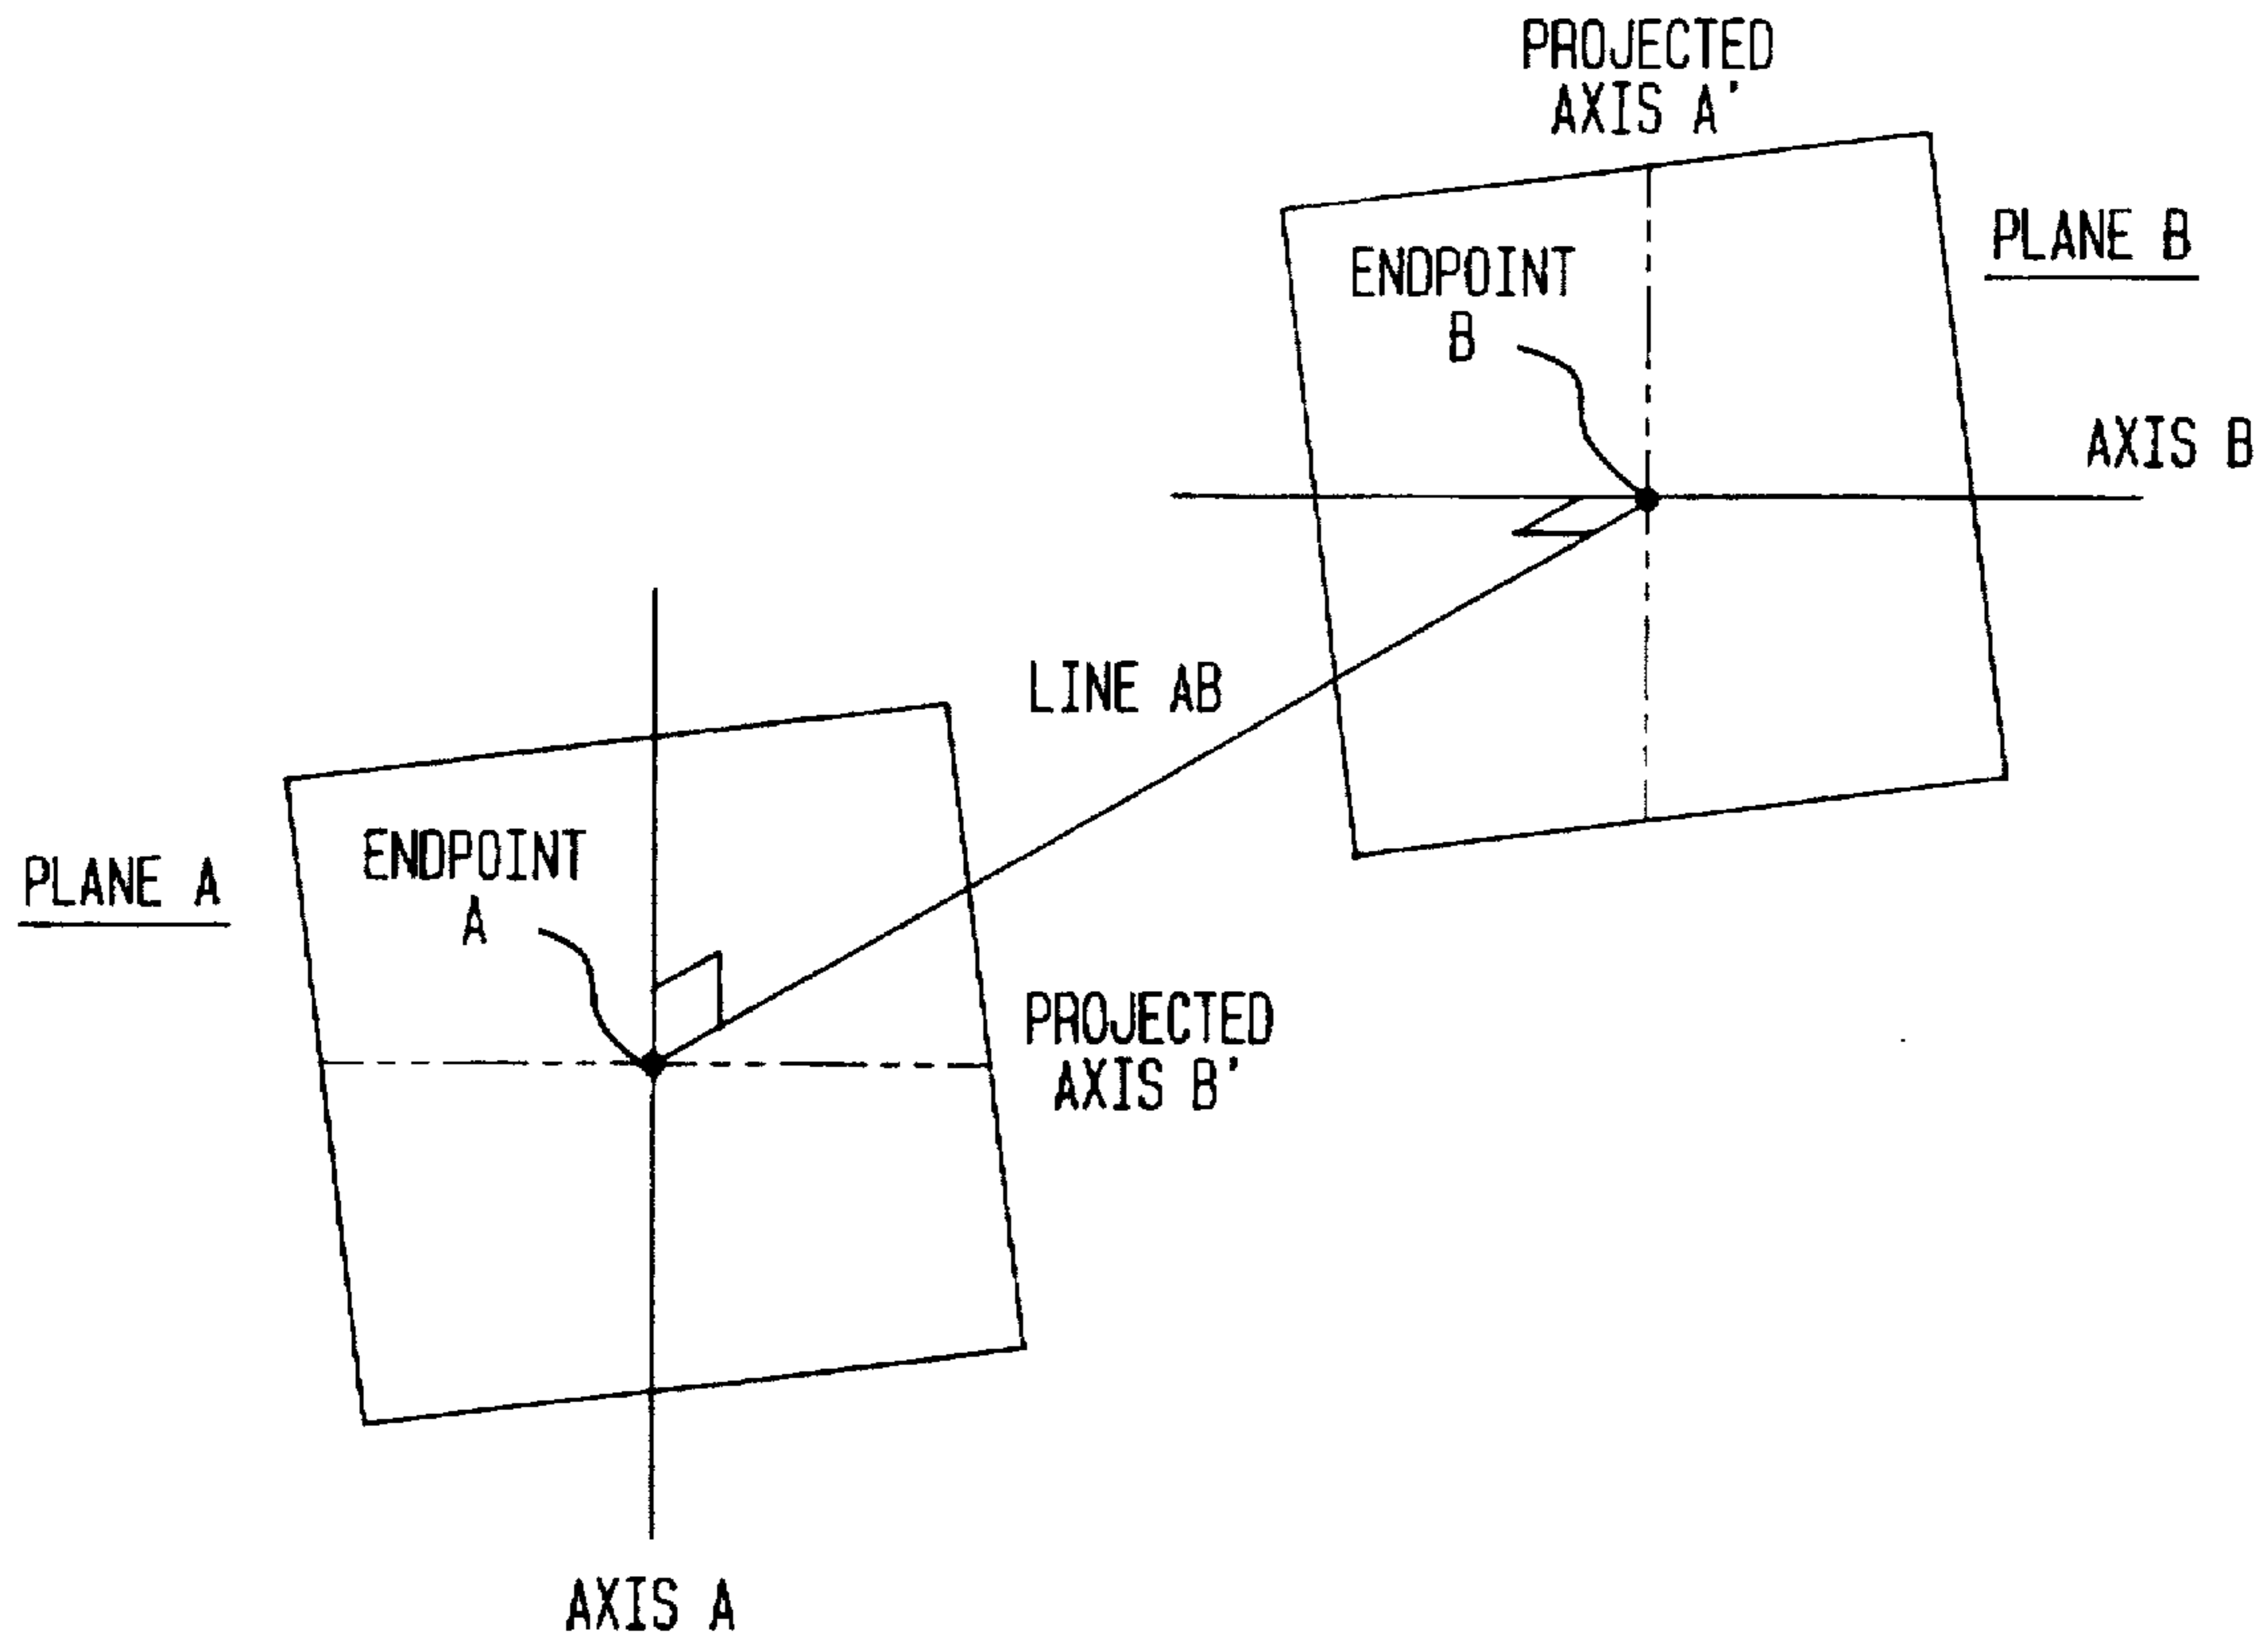 PROJECTED
AXIS A'
PLANE B
ENDPOINT
B
AXIS B
LINE AB
PLANE A
ENDPOINT
A
PROJECTED
AXIS B'
AXIS A